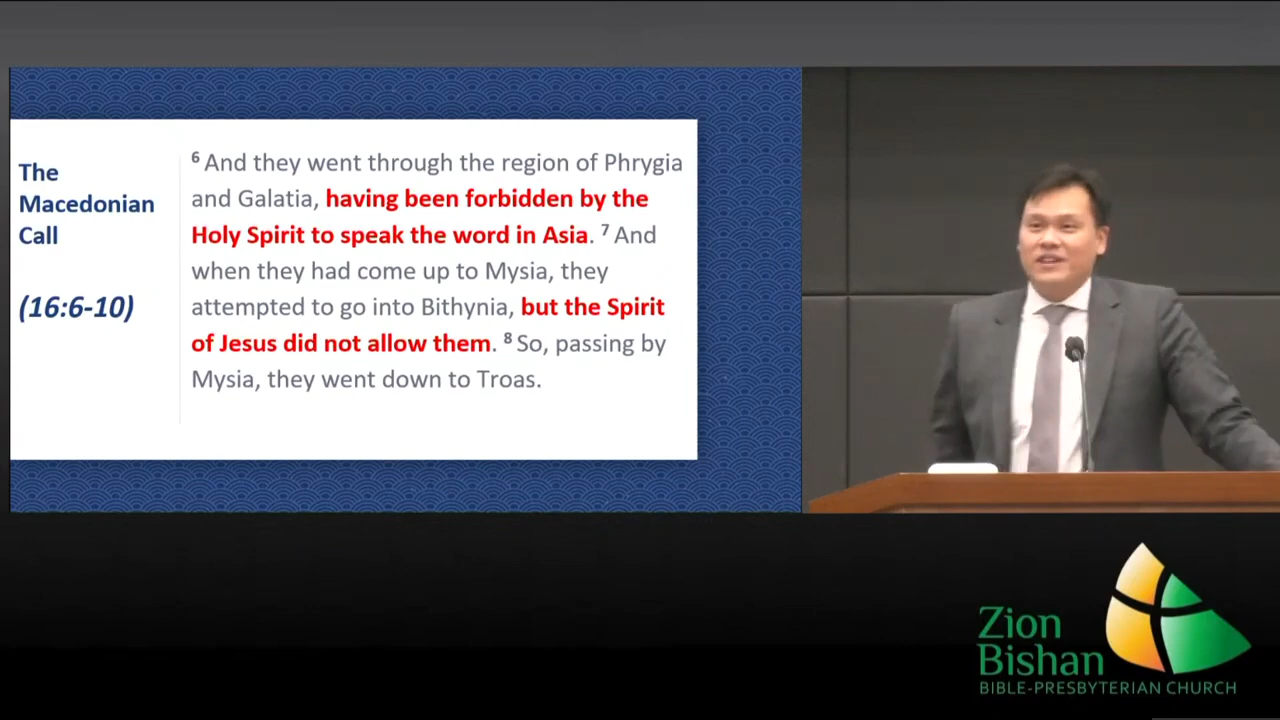 The
Macedonian
Call
(16:6-10)
6 And they went through the region of Phrygia
and Galatia, having been forbidden by the
Holy Spirit to speak the word in Asia. 7 And
when they had come up to Mysia, they
attempted to go into Bithynia, but the Spirit
of Jesus did not allow them. 8 So, passing by
Mysia, they went down to Troas.
Zion
Bishan
BIBLE-PRESBYTERIAN CHURCH